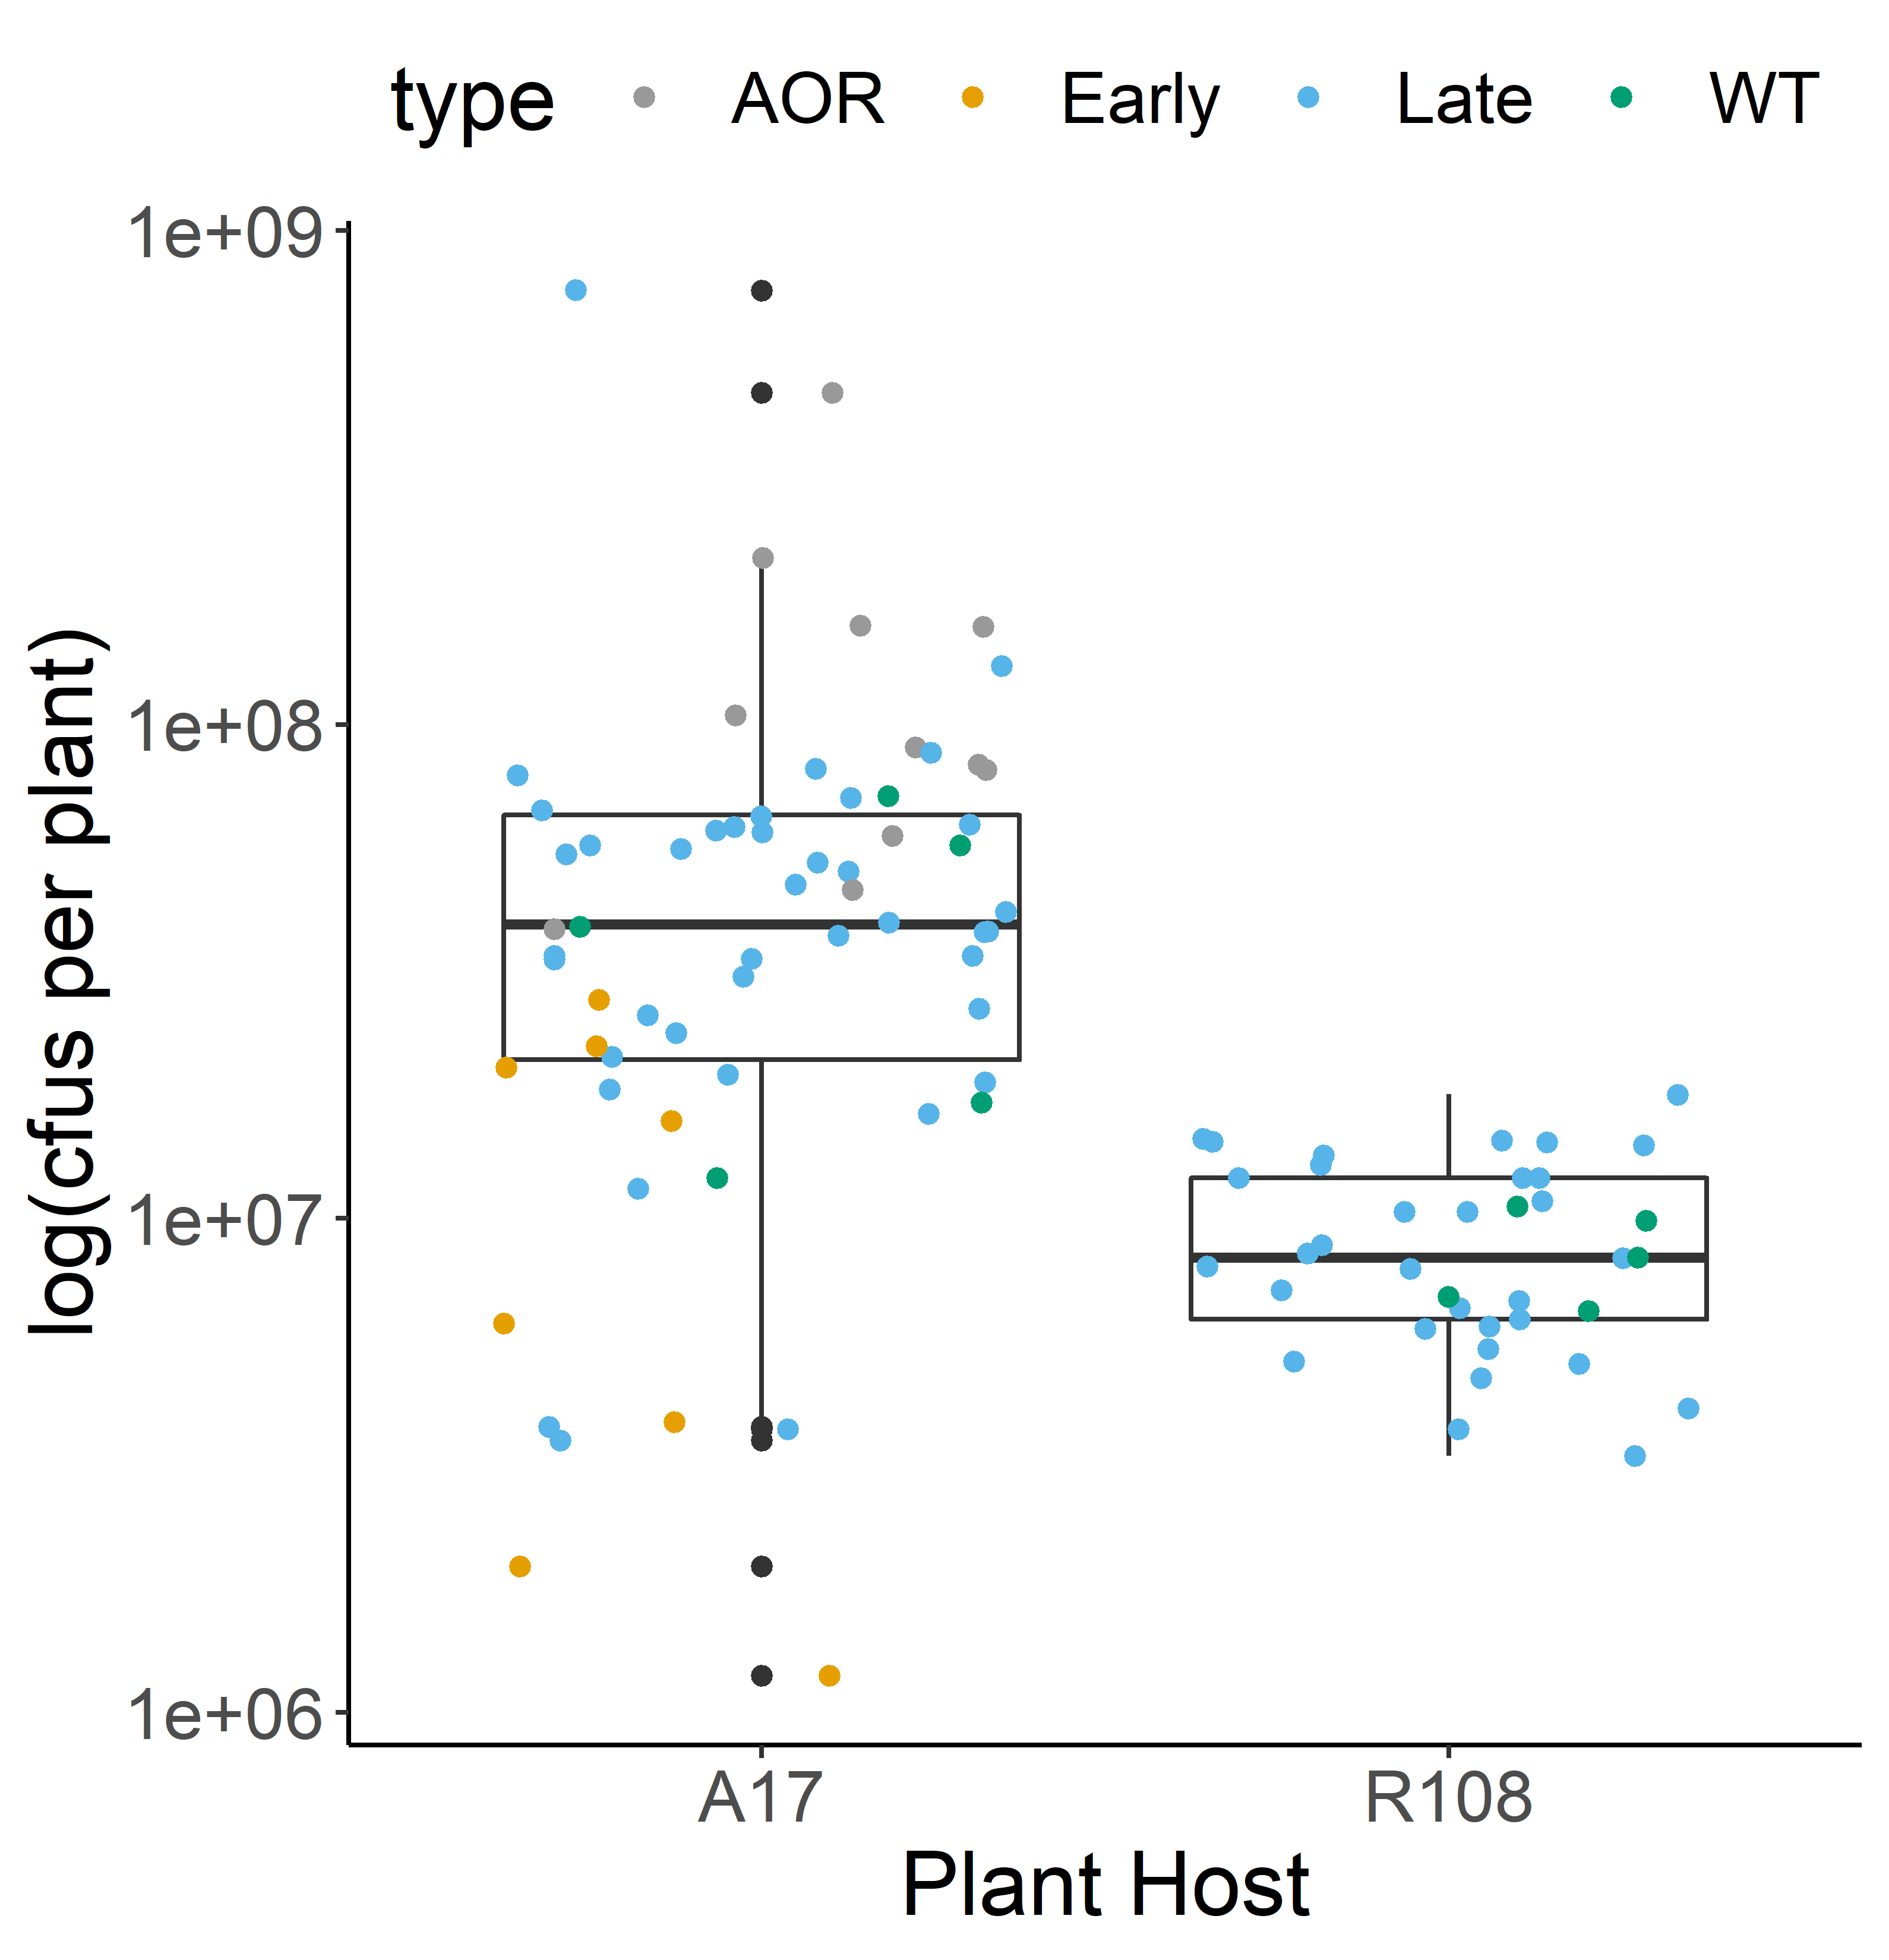 type AOR Early Late WT
1e+09
1e+08
1e+07
1e+06
log(cfus per plant)
A17 R108
Plant Host